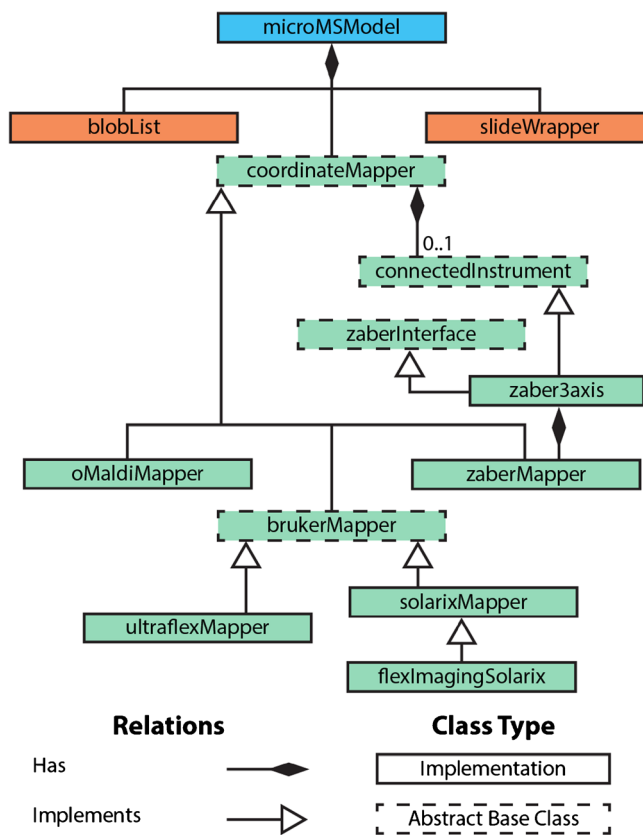 microMSModel
blobList
slideWrapper
coordinateMapper
0..1
connectedInstrument
zaberInterface
zaber3axis
oMaldiMapper
zaberMapper
brukerMapper
solarixMapper
ultraflexMapper
flexImagingSolarix
Relations
Class Type
Has
Implementation
Implements
Abstract Base Class